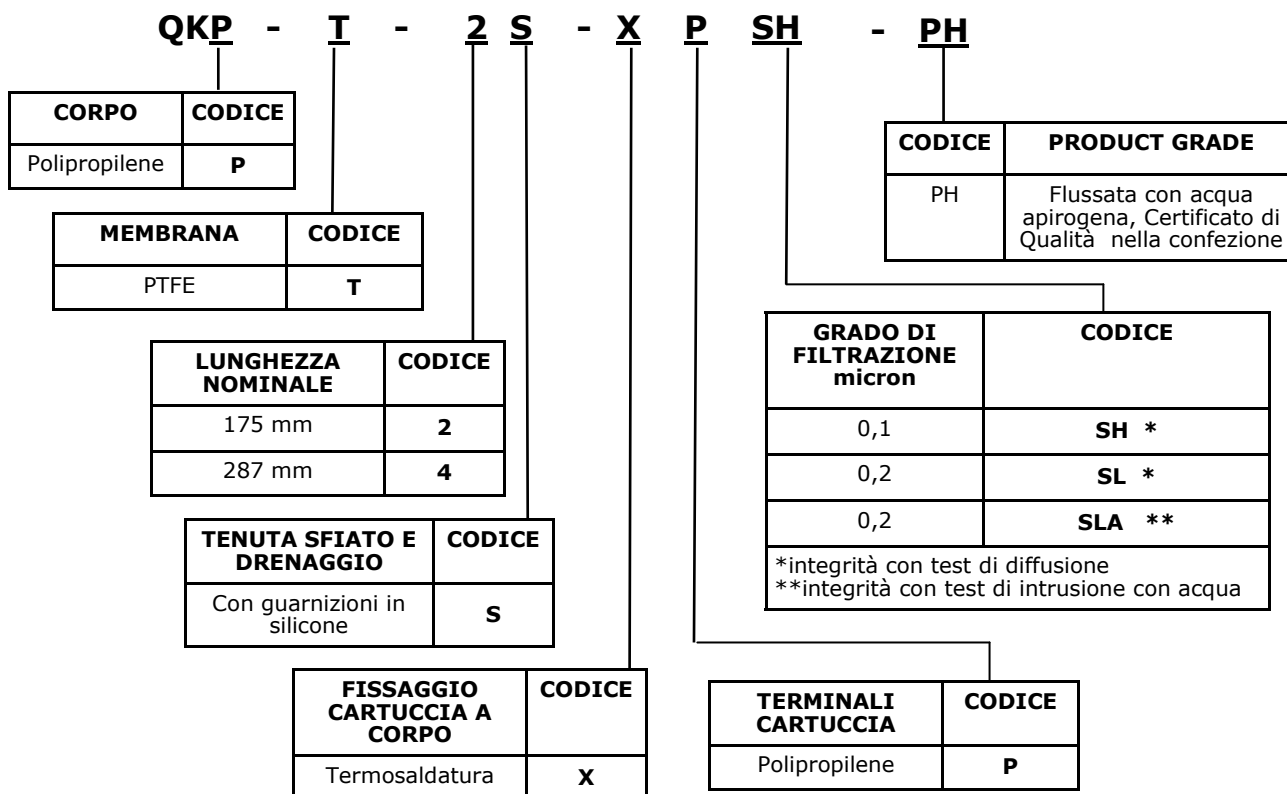 QKP - T - 2 S - X P SH - PH
CORPO CODICE
Polipropilene P
CODICE PRODUCT GRADE
PH Flussata con acqua
apirogena, Certificato di
Qualità nella confezione
MEMBRANA CODICE
PTFE T
LUNGHEZZA
NOMINALE CODICE
175 mm 2
287 mm 4
GRADO DI
FILTRAZIONE
micron CODICE
0,1 SH *
0,2 SL *
0,2 SLA **
*integrità con test di diffusione
**integrità con test di intrusione con acqua
TENUTA SFIATO E
DRENAGGIO CODICE
Con guarnizioni in
silicone S
FISSAGGIO
CARTUCCIA A
CORPO CODICE
Termosaldatura X
TERMINALI
CARTUCCIA CODICE
Polipropilene P